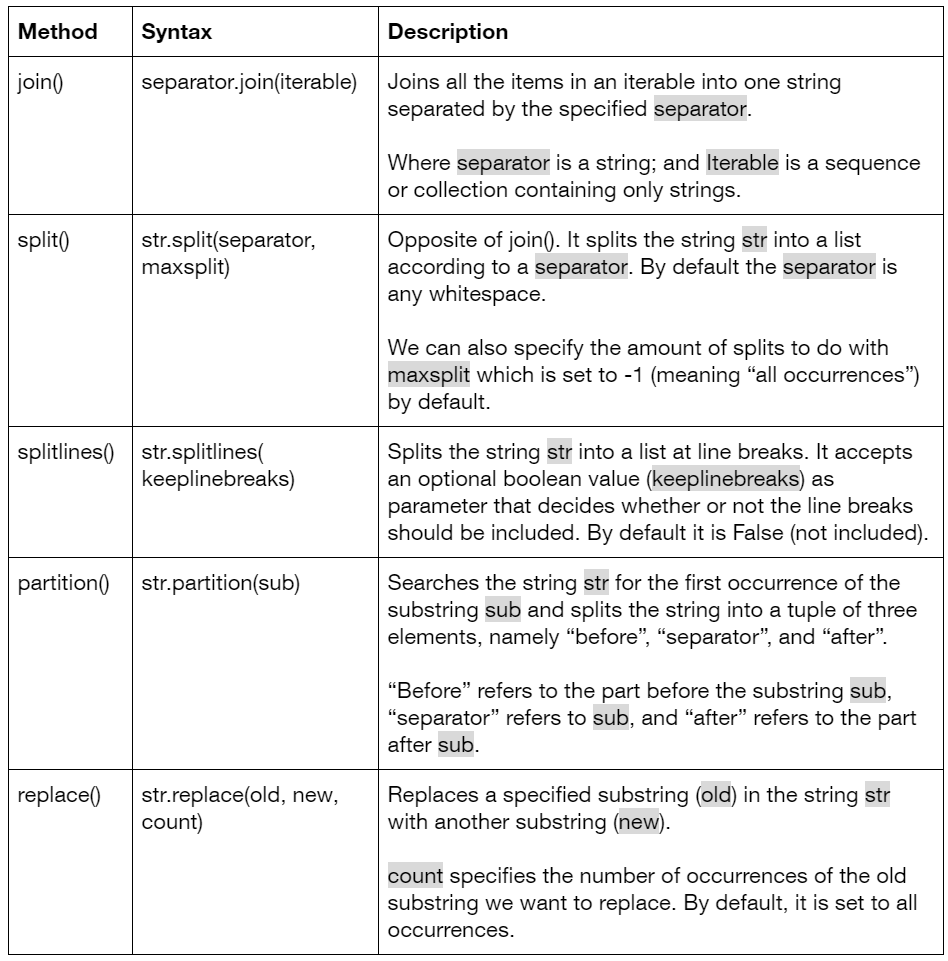 Method Syntax Description
join() separator.join(iterable) Joins all the items in an iterable into one string
separated by the specified separator.
Where separator is a string; and Iterable is a sequence
or collection containing only strings.
split() str.split(separator, Opposite of join(). It splits the string str into a list
maxsplit) according to a separator. By default the separator is
any whitespace.
We can also specify the amount of splits to do with
maxsplit which is set to -1 (meaning “all occurrences”)
by default.
splitlines() str.splitlines( Splits the string str into a list at line breaks. It accepts
keeplinebreaks) an optional boolean value (keeplinebreaks) as
parameter that decides whether or not the line breaks
should be included. By default it is False (not included).
partition() str.partition(sub) Searches the string str for the first occurrence of the
substring sub and splits the string into a tuple of three
elements, namely “before”, “separator”, and “after”.
“Before” refers to the part before the substring sub,
“separator” refers to sub, and “after” refers to the part
after sub.
replace() str.replace(old, new, Replaces a specified substring (old) in the string str
count) with another substring (new).
count specifies the number of occurrences of the old
substring we want to replace. By default, it is set to all
occurrences.